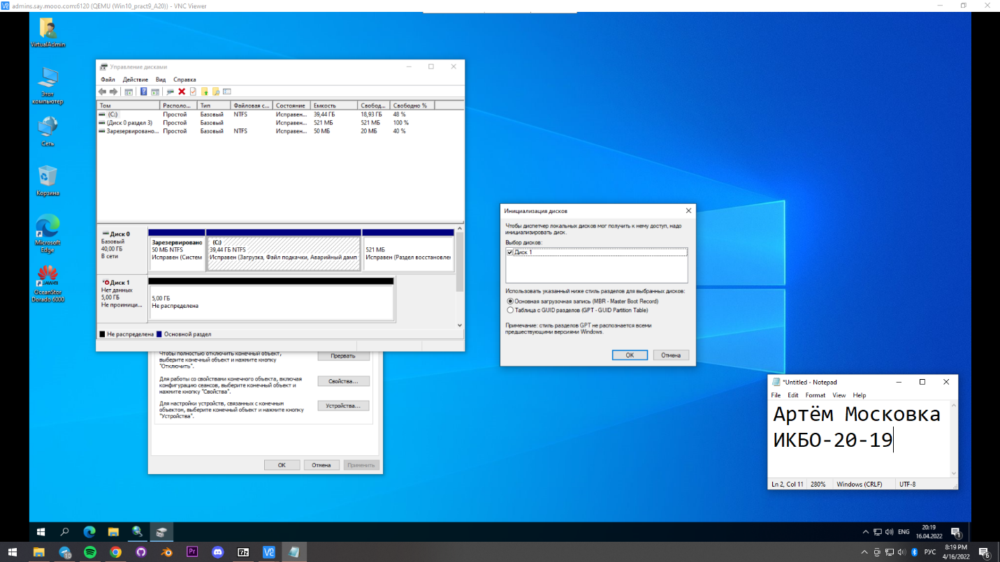 admins.say.mooo.com:6120 (QEMU (Win10_pract9_A20)) - VNC Viewer
VirtualAdmin
Этот
компьютер
Сеть
Корзина
Microsoft
Edge
HUAWEI
OceanStor
Dorado 6000
Управление дисками
Файл Действие Вид Справка
Том Располо... Тип Файловая с... Состояние Емкость Свобод... Свободно %
(C:) Простой Базовый NTFS Исправен... 39,44 ГБ 18,93 ГБ 48 %
(Диск 0 раздел 3) Простой Базовый Исправен... 521 МБ 521 МБ 100 %
Зарезервировано... Простой Базовый NTFS Исправен... 50 МБ 20 МБ 40 %
Диск 0
Базовый
40,00 ГБ
В сети
Зарезервировано
50 МБ NTFS
Исправен (Систем
(C:)
39,44 ГБ NTFS
Исправен (Загрузка, Файл подкачки, Аварийный дамп
521 МБ
Исправен (Раздел восстановлен
Диск 1
Нет данных
5,00 ГБ
Не проиници...
5,00 ГБ
Не распределена
Не распределена Основной раздел
Чтобы полностью отключить конечный объект,
выберите конечный объект и нажмите кнопку
"Отключить".
Прервать
Для работы со свойствами конечного объекта, включая
конфигурацию сеансов, выберите конечный объект и
нажмите кнопку "Свойства".
Свойства...
Для настройки устройств, связанных с конечным
объектом, выберите конечный объект и нажмите кнопку
"Устройства".
Устройства...
ОК Отмена Применить
Инициализация дисков
Чтобы диспетчер локальных дисков мог получить к нему доступ, надо
инициализировать диск.
Выбор дисков:
Диск 1
Использовать указанный ниже стиль разделов для выбранных дисков:
Основная загрузочная запись (MBR - Master Boot Record)
Таблица с GUID разделов (GPT - GUID Partition Table)
Примечание: стиль разделов GPT не распознается всеми
предшествующими версиями Windows.
ОК Отмена
*Untitled - Notepad
File Edit Format View Help
Артём Московка
ИКБО-20-19
Ln 2, Col 11 280% Windows (CRLF) UTF-8
ENG
20:19
16.04.2022
1
10
Pr
7z
VE
РУС
8:19 PM
4/16/2022
6